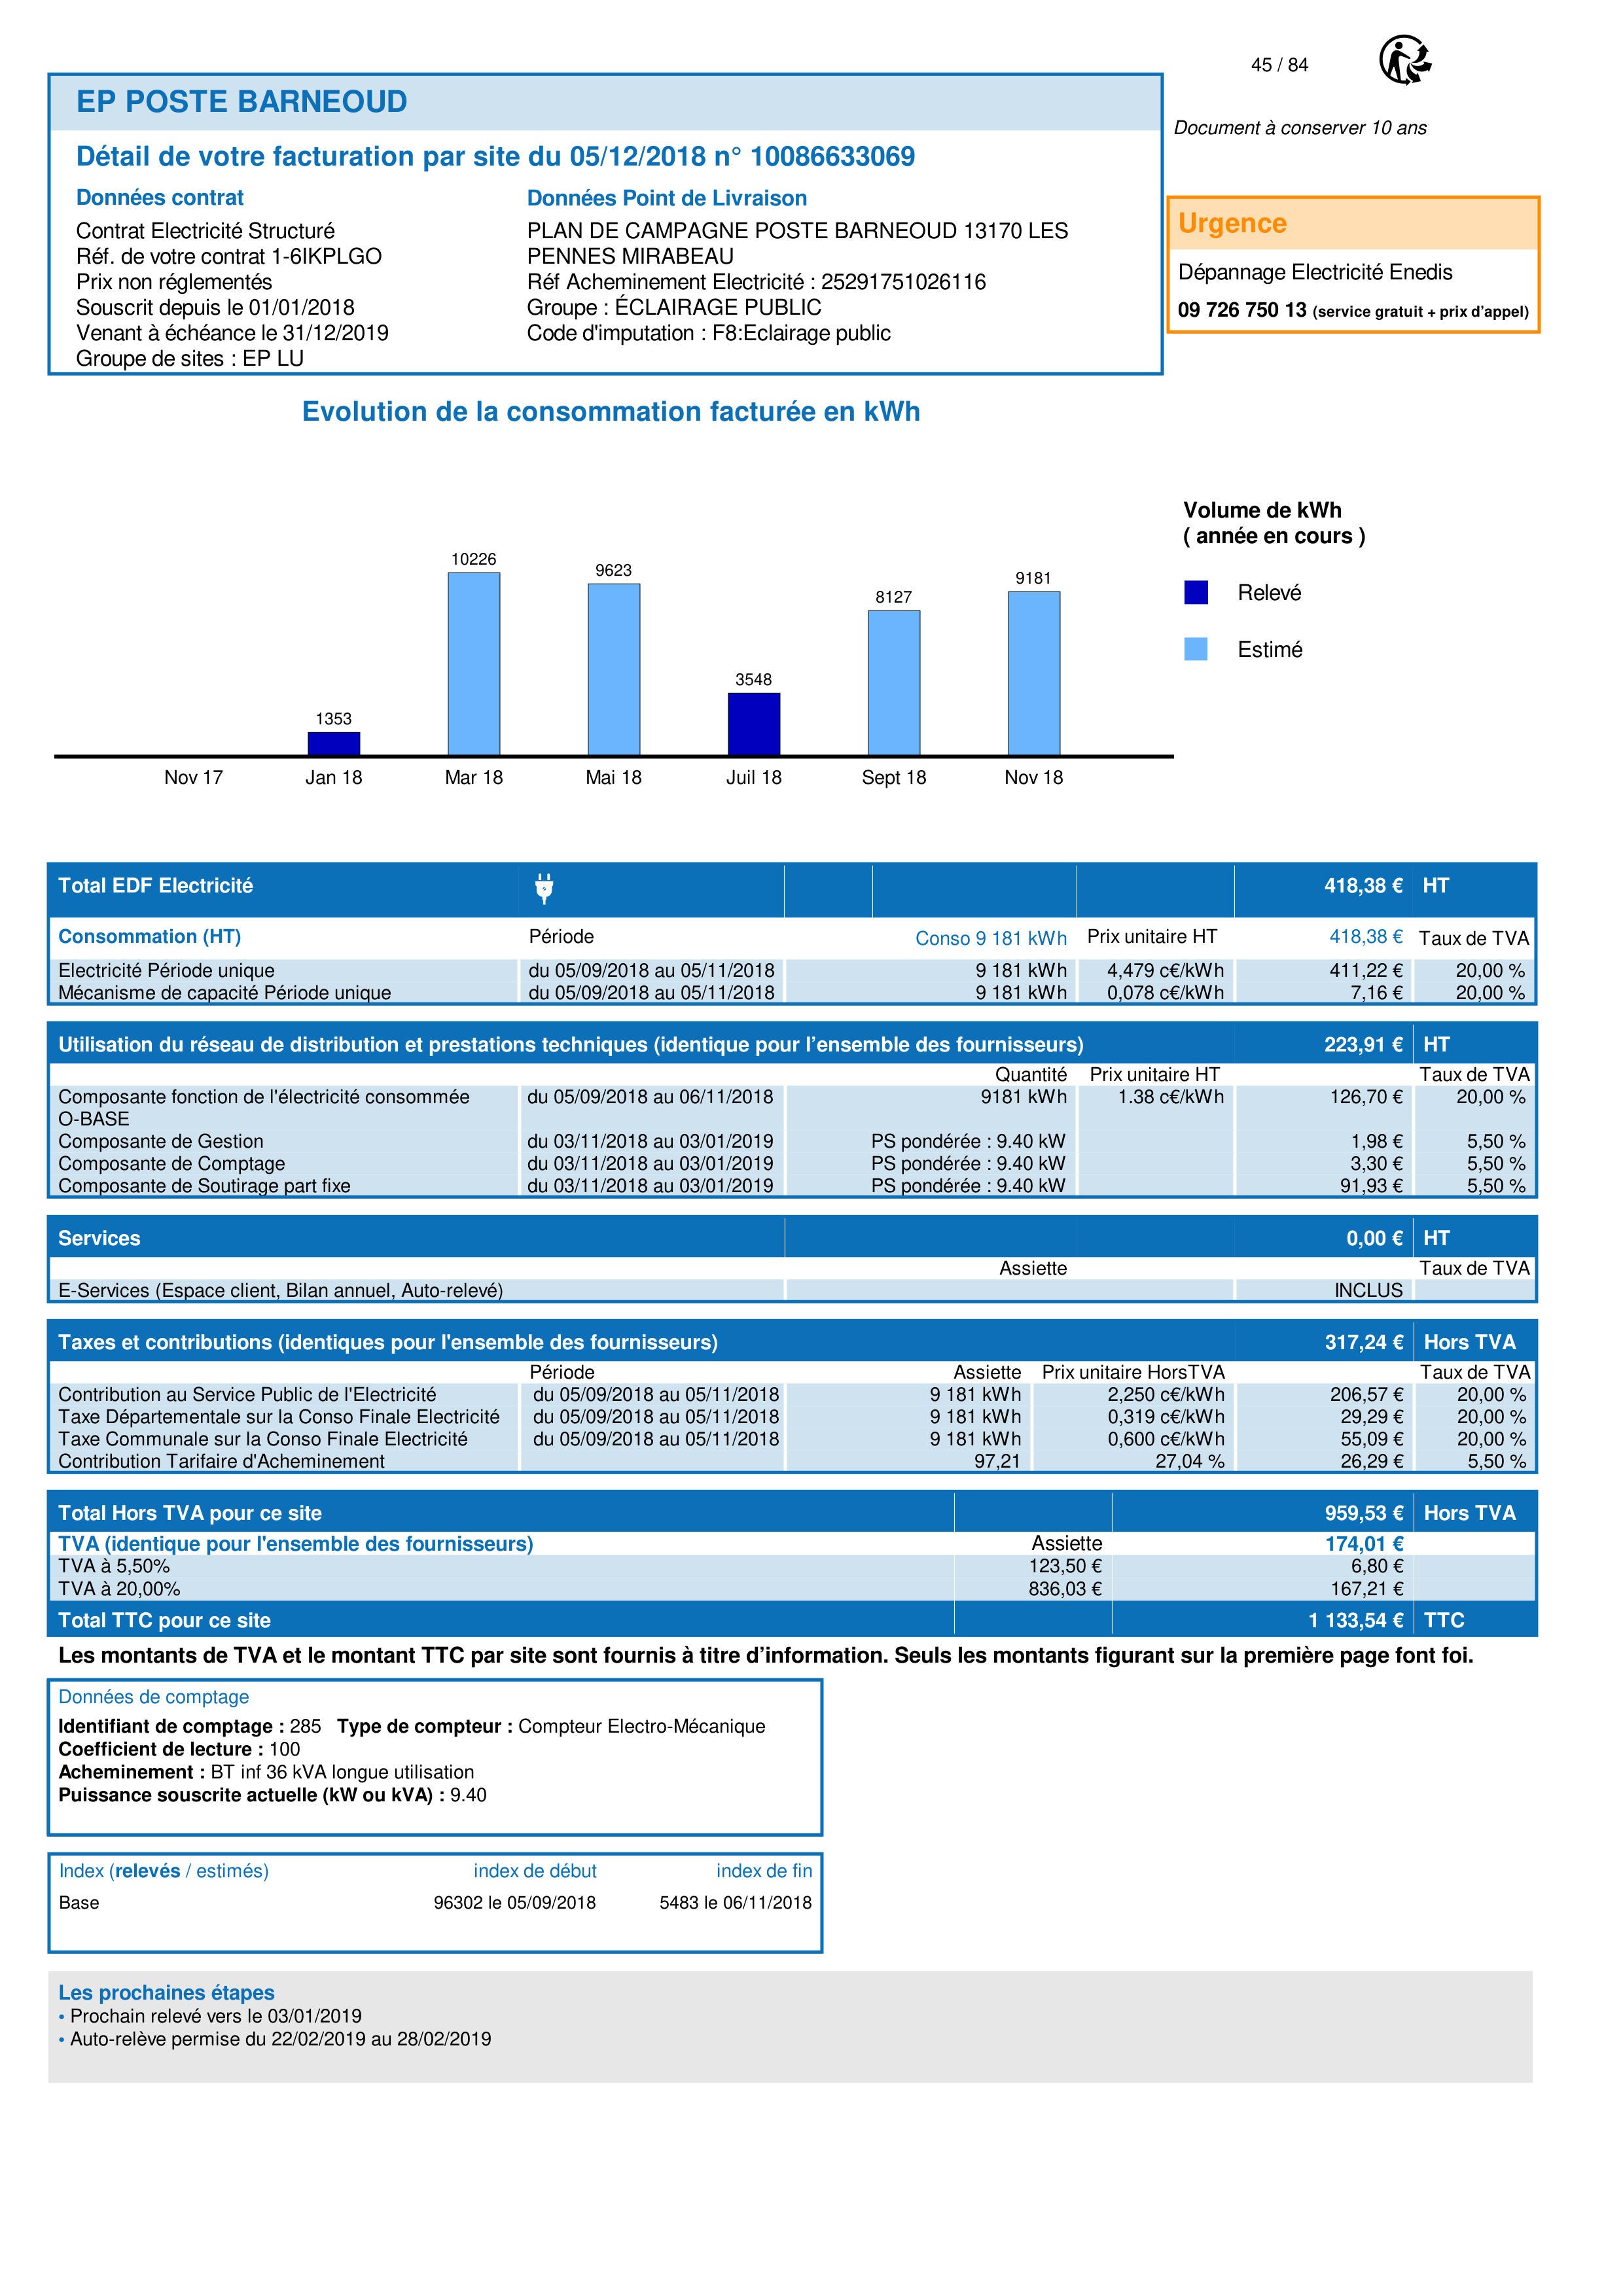 45 / 84
EP POSTE BARNEOUD
Document à conserver 10 ans
Détail de votre facturation par site du 05/12/2018 n° 10086633069
Données contrat
Contrat Electricité Structuré
Réf. de votre contrat 1-6IKPLGO
Prix non réglementés
Souscrit depuis le 01/01/2018
Venant à échéance le 31/12/2019
Groupe de sites : EP LU
Données Point de Livraison
PLAN DE CAMPAGNE POSTE BARNEOUD 13170 LES
PENNES MIRABEAU
Réf Acheminement Electricité : 25291751026116
Groupe : ÉCLAIRAGE PUBLIC
Code d'imputation : F8:Eclairage public
Urgence
Dépannage Electricité Enedis
09 726 750 13 (service gratuit + prix d’appel)
Evolution de la consommation facturée en kWh
Volume de kWh
( année en cours )
Relevé
Estimé
1353
10226
9623
3548
8127
9181
Nov 17 Jan 18 Mar 18 Mai 18 Juil 18 Sept 18 Nov 18
Total EDF Electricité 418,38 € HT
Consommation (HT) Période Conso 9 181 kWh Prix unitaire HT 418,38 € Taux de TVA
Electricité Période unique du 05/09/2018 au 05/11/2018 9 181 kWh 4,479 c€/kWh 411,22 € 20,00 %
Mécanisme de capacité Période unique du 05/09/2018 au 05/11/2018 9 181 kWh 0,078 c€/kWh 7,16 € 20,00 %
Utilisation du réseau de distribution et prestations techniques (identique pour l’ensemble des fournisseurs) 223,91 € HT
Quantité Prix unitaire HT Taux de TVA
Composante fonction de l'électricité consommée du 05/09/2018 au 06/11/2018 9181 kWh 1.38 c€/kWh 126,70 € 20,00 %
O-BASE
Composante de Gestion du 03/11/2018 au 03/01/2019 PS pondérée : 9.40 kW 1,98 € 5,50 %
Composante de Comptage du 03/11/2018 au 03/01/2019 PS pondérée : 9.40 kW 3,30 € 5,50 %
Composante de Soutirage part fixe du 03/11/2018 au 03/01/2019 PS pondérée : 9.40 kW 91,93 € 5,50 %
Services 0,00 € HT
Assiette Taux de TVA
E-Services (Espace client, Bilan annuel, Auto-relevé) INCLUS
Taxes et contributions (identiques pour l'ensemble des fournisseurs) 317,24 € Hors TVA
Période Assiette Prix unitaire HorsTVA Taux de TVA
Contribution au Service Public de l'Electricité du 05/09/2018 au 05/11/2018 9 181 kWh 2,250 c€/kWh 206,57 € 20,00 %
Taxe Départementale sur la Conso Finale Electricité du 05/09/2018 au 05/11/2018 9 181 kWh 0,319 c€/kWh 29,29 € 20,00 %
Taxe Communale sur la Conso Finale Electricité du 05/09/2018 au 05/11/2018 9 181 kWh 0,600 c€/kWh 55,09 € 20,00 %
Contribution Tarifaire d'Acheminement 97,21 27,04 % 26,29 € 5,50 %
Total Hors TVA pour ce site 959,53 € Hors TVA
TVA (identique pour l'ensemble des fournisseurs) Assiette 174,01 €
TVA à 5,50% 123,50 € 6,80 €
TVA à 20,00% 836,03 € 167,21 €
Total TTC pour ce site 1 133,54 € TTC
Les montants de TVA et le montant TTC par site sont fournis à titre d’information. Seuls les montants figurant sur la première page font foi.
Données de comptage
Identifiant de comptage : 285 Type de compteur : Compteur Electro-Mécanique
Coefficient de lecture : 100
Acheminement : BT inf 36 kVA longue utilisation
Puissance souscrite actuelle (kW ou kVA) : 9.40
Index (relevés / estimés) index de début index de fin
Base 96302 le 05/09/2018 5483 le 06/11/2018
Les prochaines étapes
• Prochain relevé vers le 03/01/2019
• Auto-relève permise du 22/02/2019 au 28/02/2019